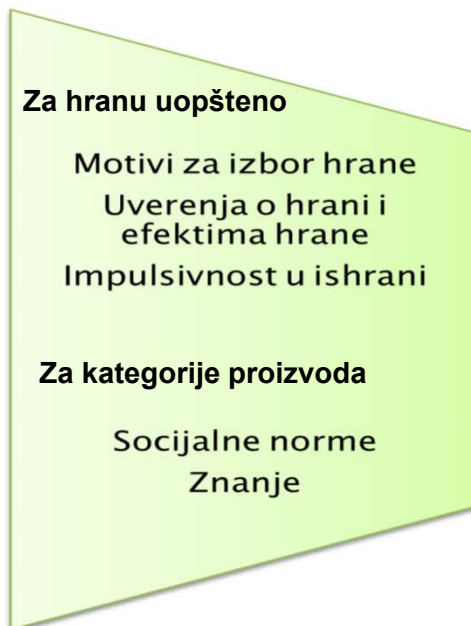 Za hranu uopšteno
Motivi za izbor hrane
Uverenja o hrani i
efektima hrane
Impulsivnost u ishrani
Za kategorije proizvoda
Socijalne norme
Znanje